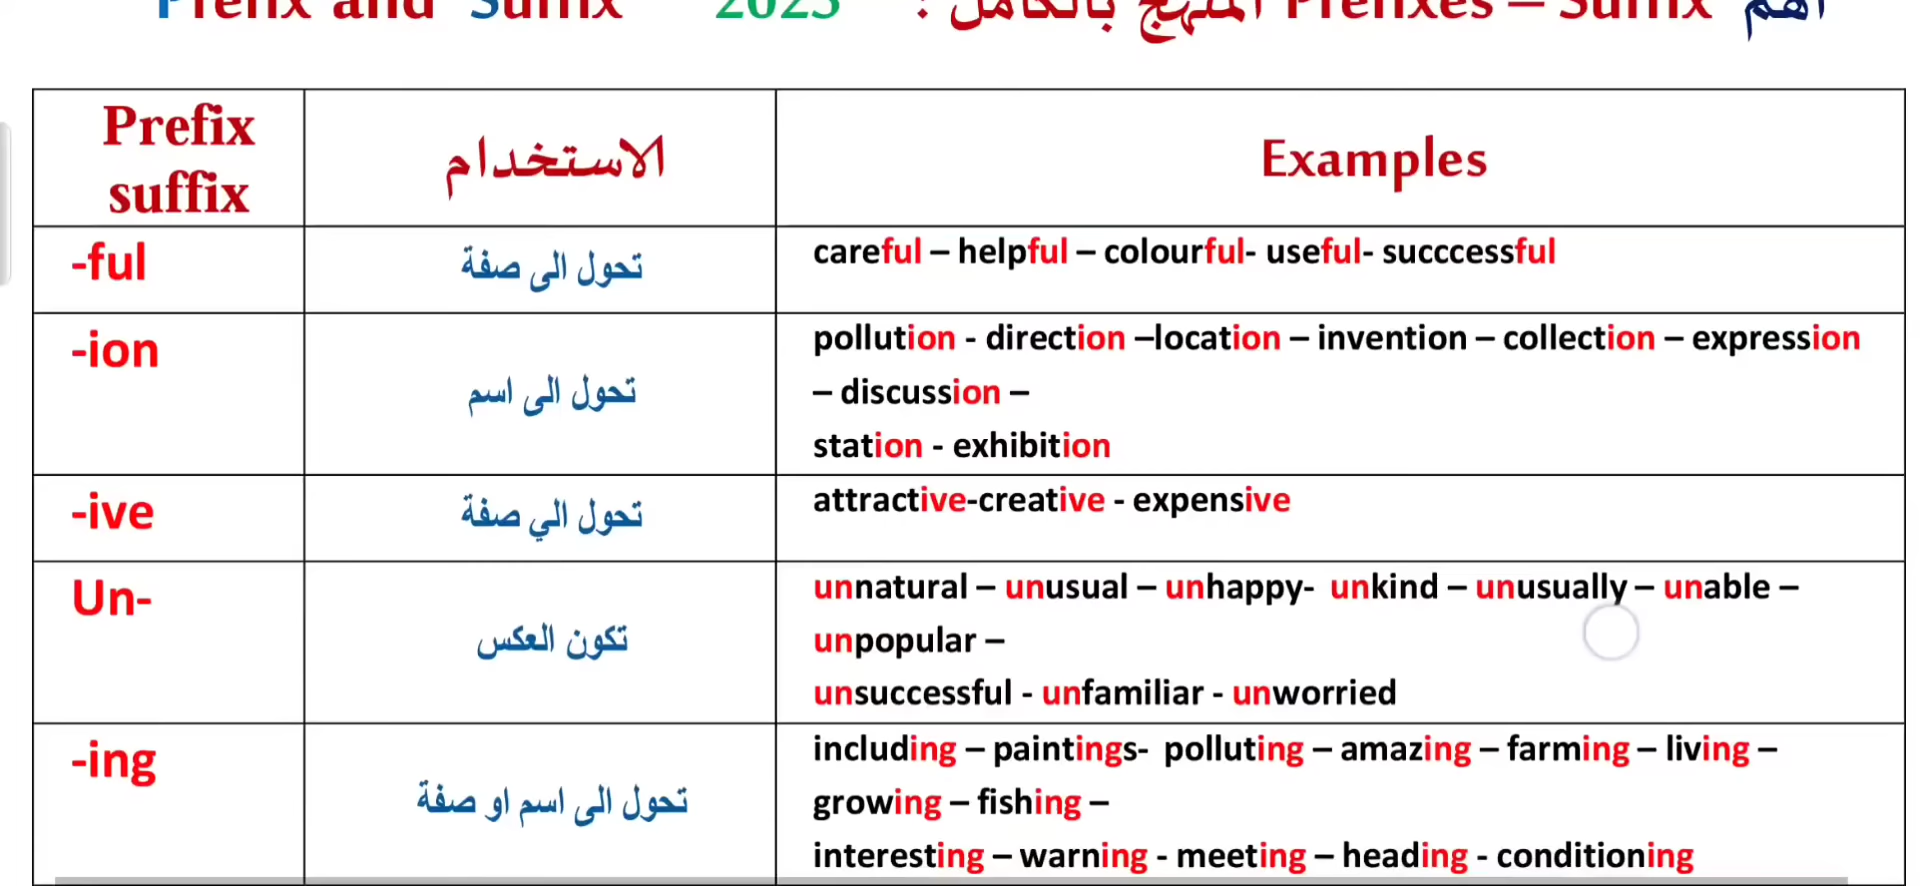 Prefix and Suffix 2023 : أهم Prefixes – Suffix المنهج بالكامل
Prefix suffix
الاستخدام
Examples
-ful
تحول الى صفة
careful – helpful – colourful- useful- succcessful
-ion
تحول الى اسم
pollution - direction –location – invention – collection – expression
– discussion –
station - exhibition
-ive
تحول الي صفة
attractive-creative - expensive
Un-
تكون العكس
unnatural – unusual – unhappy- unkind – unusually – unable –
unpopular –
unsuccessful - unfamiliar - unworried
-ing
تحول الى اسم او صفة
including – paintings- polluting – amazing – farming – living –
growing – fishing –
interesting – warning - meeting – heading - conditioning